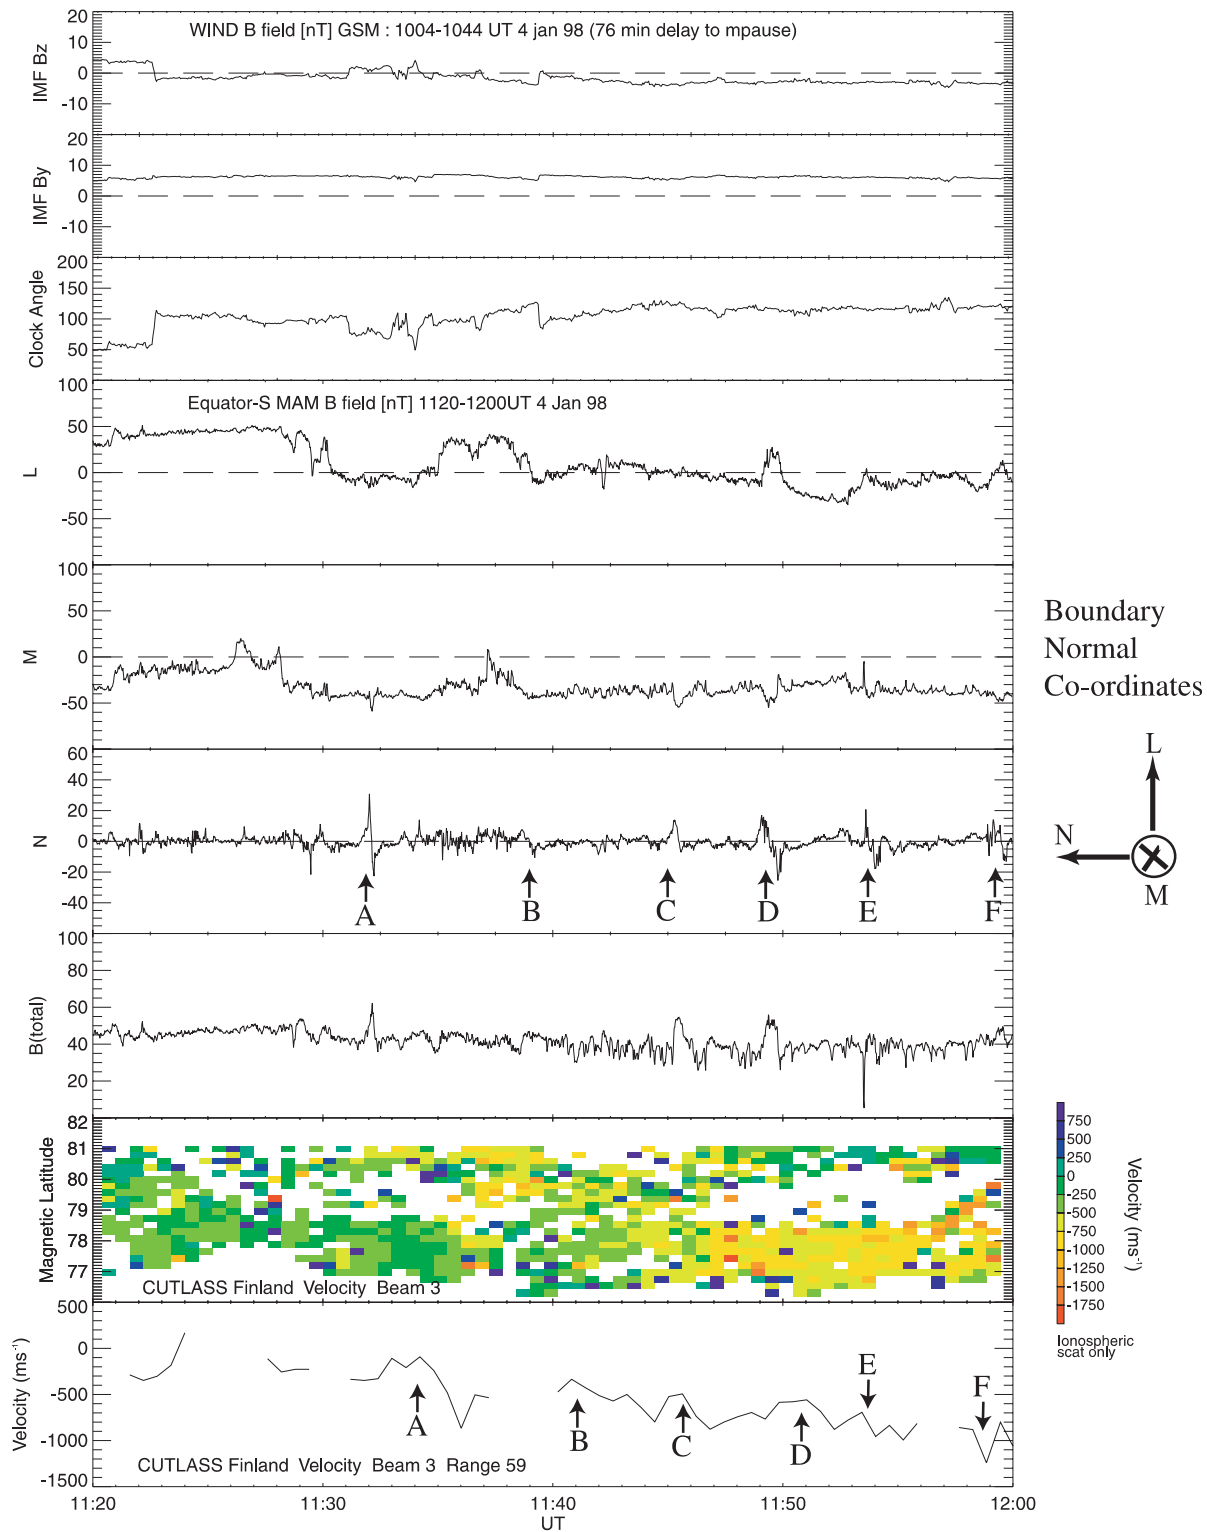 WIND B field [nT] GSM : 1004-1044 UT 4 jan 98 (76 min delay to mpause)
IMF Bz
20
10
0
-10
IMF By
20
10
0
-10
Clock Angle
200
150
100
50
Equator-S MAM B field [nT] 1120-1200UT 4 Jan 98
L
100
50
0
-50
M
100
50
0
-50
Boundary
Normal
Co-ordinates
L
N
M
N
60
40
20
0
-20
-40
A B C D E F
B(total)
100
80
60
40
20
Magnetic Latitude
82
81
80
79
78
77
CUTLASS Finland Velocity Beam 3
750
500
250
0
-250
-500
-750
-1000
-1250
-1500
-1750
Velocity (ms⁻¹)
Ionospheric
scat only
Velocity (ms⁻¹)
500
0
-500
-1000
-1500
A B C D E F
CUTLASS Finland Velocity Beam 3 Range 59
11:20 11:30 11:40 11:50 12:00
UT